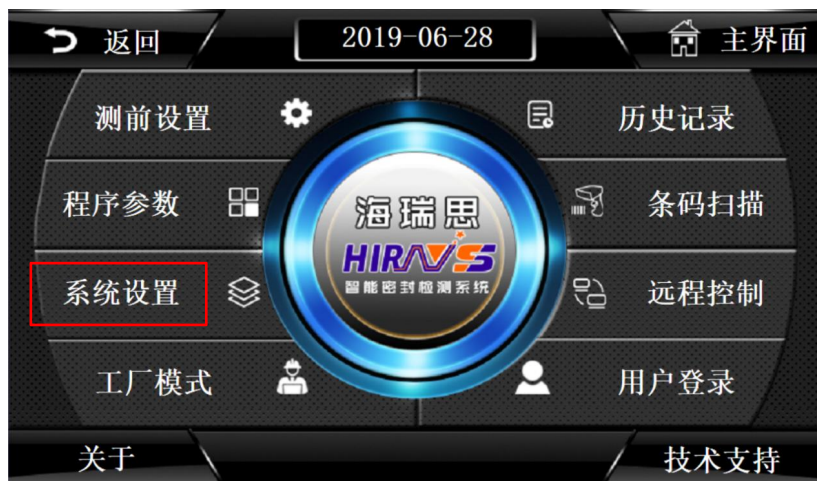 返回
2019-06-28
主界面
测前设置
历史记录
程序参数
条码扫描
海瑞思
HIRAYS
智能密封检测系统
系统设置
远程控制
工厂模式
用户登录
关于
技术支持